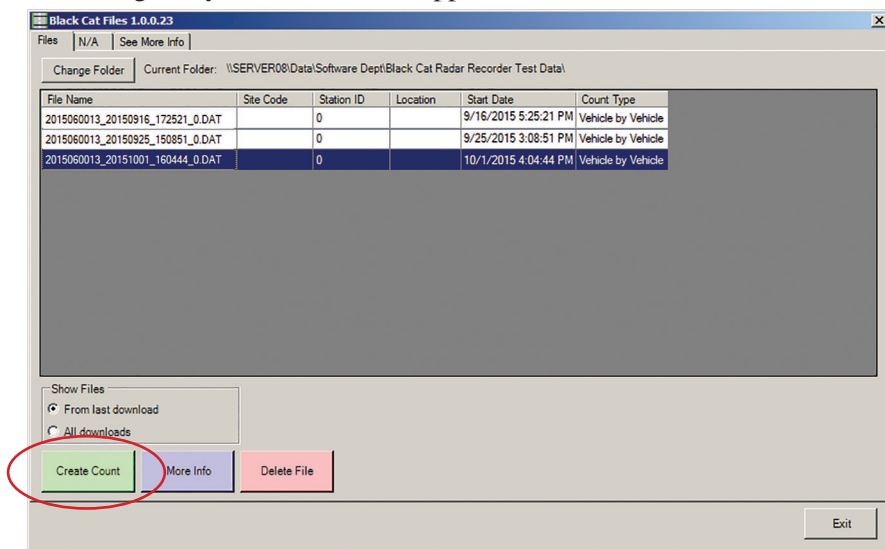 Black Cat Files 1.0.0.23
Files N/A See More Info
Change Folder Current Folder: \\SERVER08\Data\Software Dept\Black Cat Radar Recorder Test Data\
File Name Site Code Station ID Location Start Date Count Type
2015060013_20150916_172521_0.DAT 0 9/16/2015 5:25:21 PM Vehicle by Vehicle
2015060013_20150925_150851_0.DAT 0 9/25/2015 3:08:51 PM Vehicle by Vehicle
2015060013_20151001_160444_0.DAT 0 10/1/2015 4:04:44 PM Vehicle by Vehicle
Show Files
From last download
All downloads
Create Count More Info Delete File
Exit